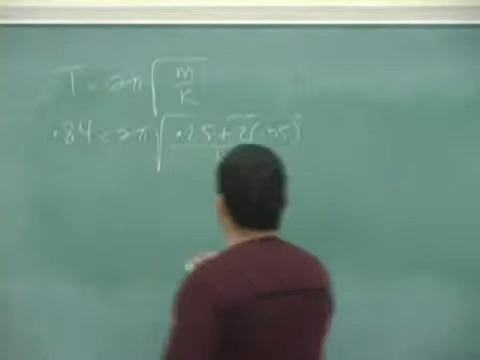 T = 2π √(m/K)
.84 = 2π √(.25 + 2(.05)/K)